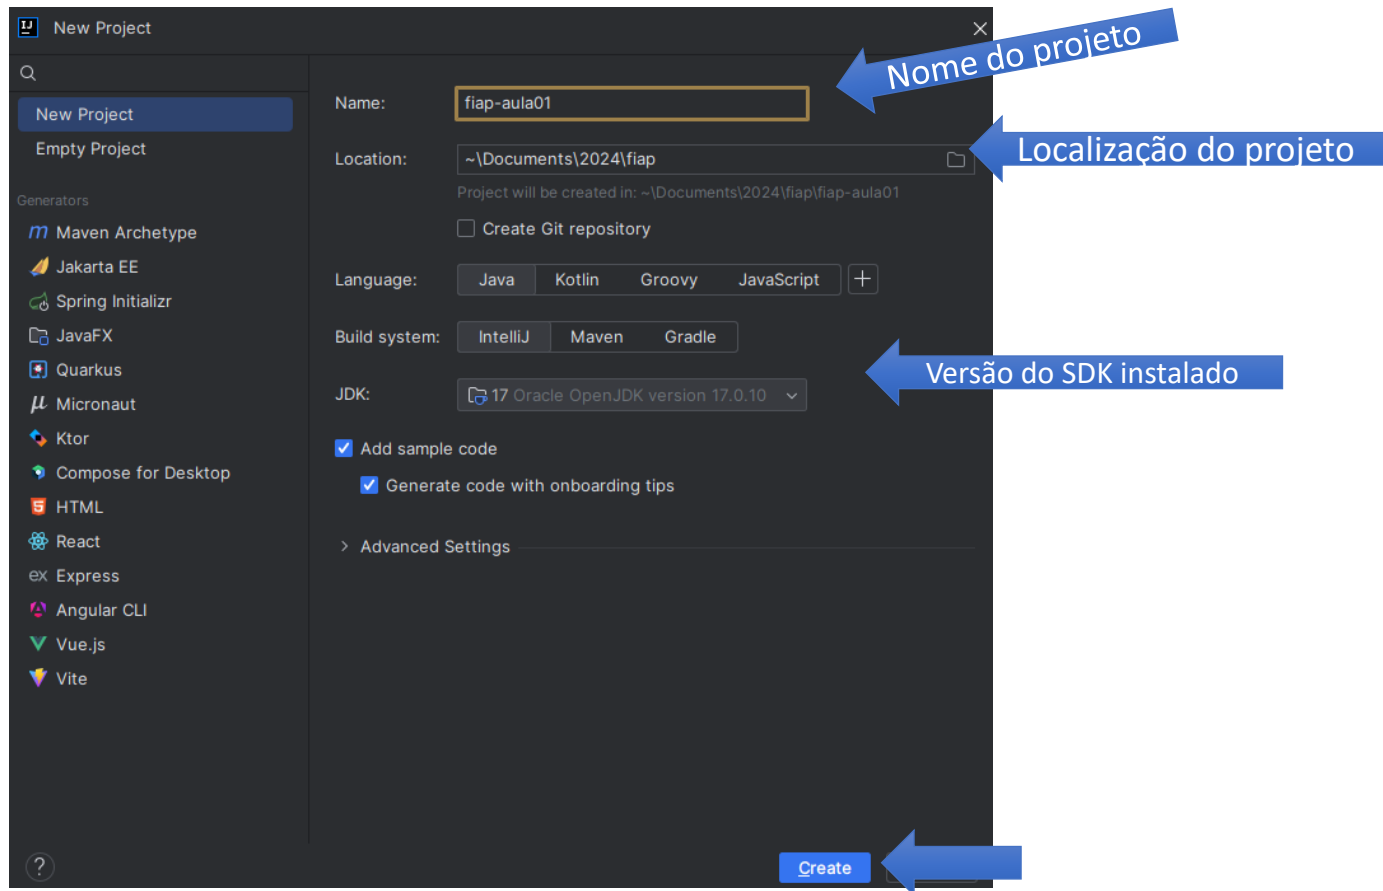 New Project
Nome do projeto
New Project
Empty Project
Generators
Maven Archetype
Jakarta EE
Spring Initializr
JavaFX
Quarkus
Micronaut
Ktor
Compose for Desktop
HTML
React
Express
Angular CLI
Vue.js
Vite
Name: fiap-aula01
Location: ~\Documents\2024\fiap
Localização do projeto
Project will be created in: ~\Documents\2024\fiap\fiap-aula01
Create Git repository
Language: Java Kotlin Groovy JavaScript
Build system: IntelliJ Maven Gradle
Versão do SDK instalado
JDK: 17 Oracle OpenJDK version 17.0.10
Add sample code
Generate code with onboarding tips
Advanced Settings
? Create